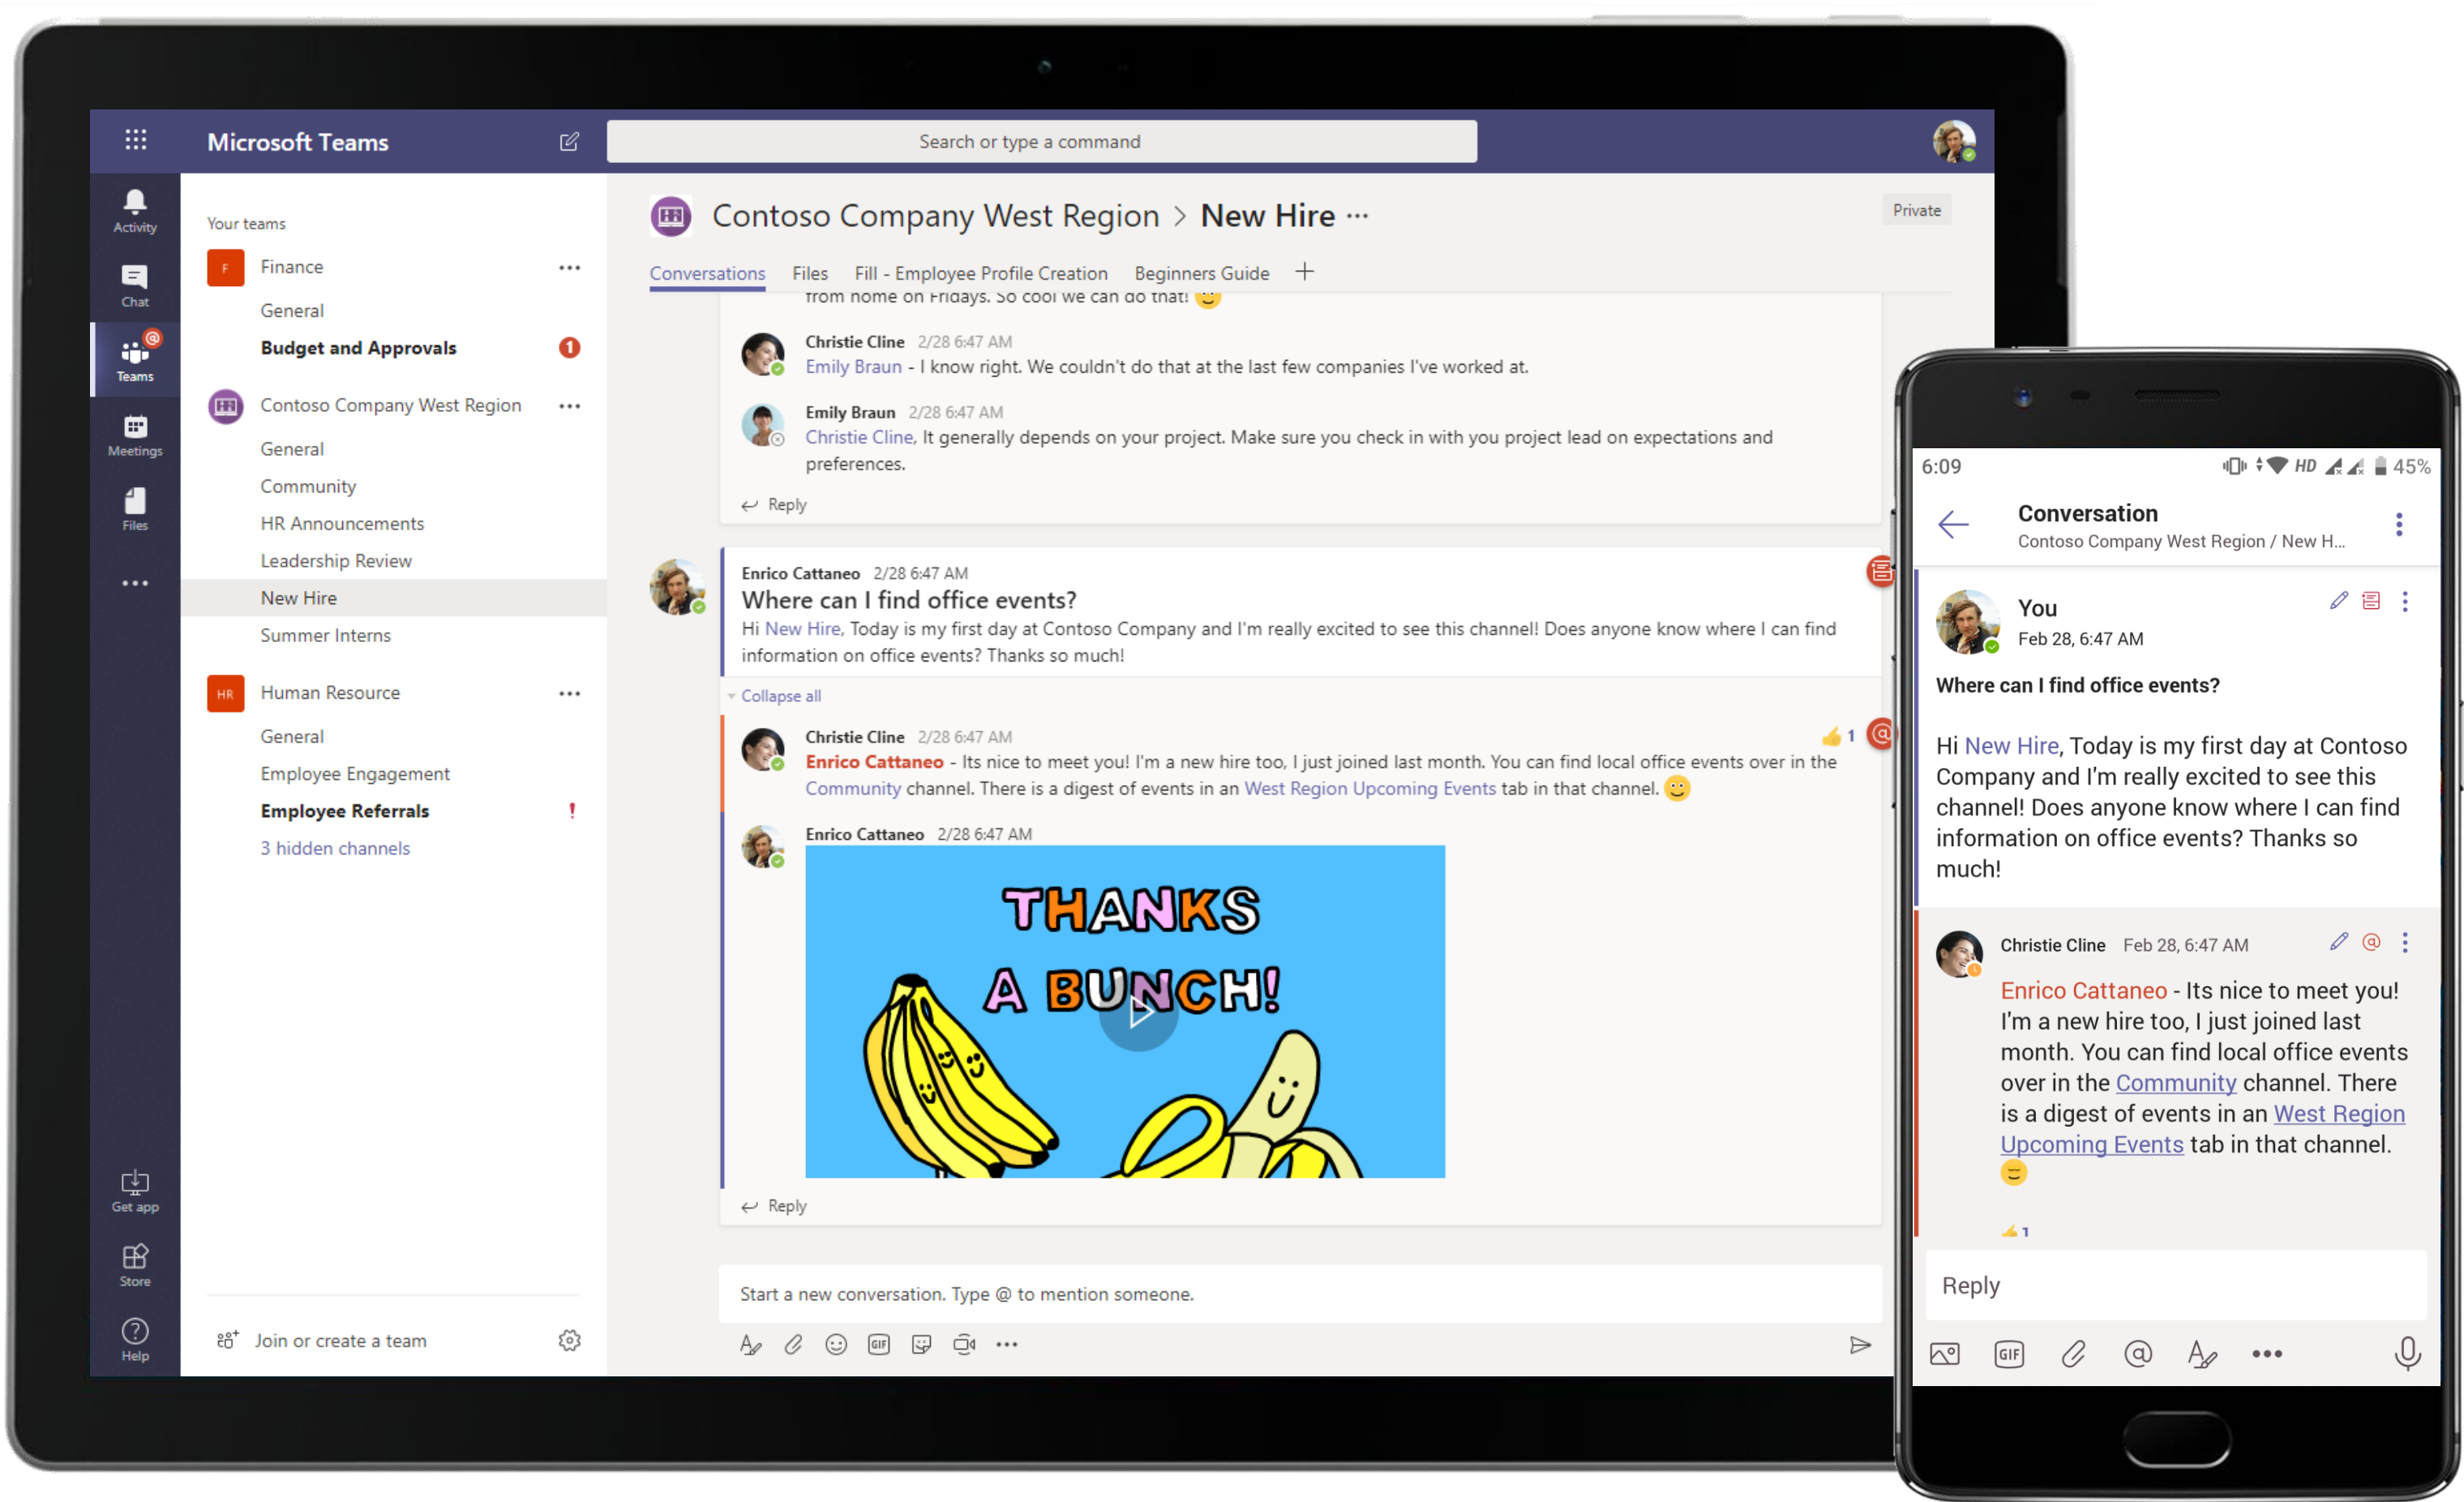 Microsoft Teams
Search or type a command
Activity
Chat
Teams
Meetings
Files
Get app
Store
Help
Your teams
F
Finance
General
Budget and Approvals
1
Contoso Company West Region
General
Community
HR Announcements
Leadership Review
New Hire
Summer Interns
HR
Human Resource
General
Employee Engagement
Employee Referrals
!
3 hidden channels
Join or create a team
Contoso Company West Region > New Hire ...
Private
Conversations Files Fill - Employee Profile Creation Beginners Guide +
from home on Fridays. So cool we can do that!
Christie Cline 2/28 6:47 AM
Emily Braun - I know right. We couldn't do that at the last few companies I've worked at.
Emily Braun 2/28 6:47 AM
Christie Cline, It generally depends on your project. Make sure you check in with you project lead on expectations and
preferences.
Reply
Enrico Cattaneo 2/28 6:47 AM
Where can I find office events?
Hi New Hire, Today is my first day at Contoso Company and I'm really excited to see this channel! Does anyone know where I can find
information on office events? Thanks so much!
Collapse all
Christie Cline 2/28 6:47 AM
1
@
Enrico Cattaneo - Its nice to meet you! I'm a new hire too, I just joined last month. You can find local office events over in the
Community channel. There is a digest of events in an West Region Upcoming Events tab in that channel.
Enrico Cattaneo 2/28 6:47 AM
THANKS
A BUNCH!
Reply
Start a new conversation. Type @ to mention someone.
GIF
6:09
HD
45%
Conversation
Contoso Company West Region / New H...
You
Feb 28, 6:47 AM
Where can I find office events?
Hi New Hire, Today is my first day at Contoso
Company and I'm really excited to see this
channel! Does anyone know where I can find
information on office events? Thanks so
much!
Christie Cline Feb 28, 6:47 AM
@
Enrico Cattaneo - Its nice to meet you!
I'm a new hire too, I just joined last
month. You can find local office events
over in the Community channel. There
is a digest of events in an West Region
Upcoming Events tab in that channel.
1
Reply
GIF
@